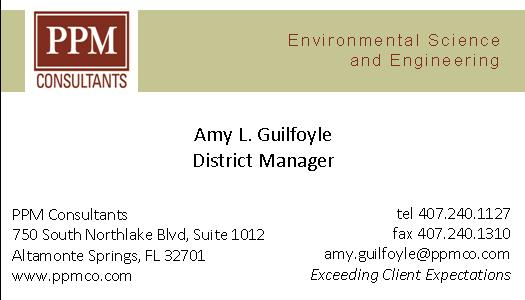 PPM
CONSULTANTS
Environmental Science
and Engineering
Amy L. Guilfoyle
District Manager
PPM Consultants
750 South Northlake Blvd, Suite 1012
Altamonte Springs, FL 32701
www.ppmco.com
tel 407.240.1127
fax 407.240.1310
amy.guilfoyle@ppmco.com
Exceeding Client Expectations